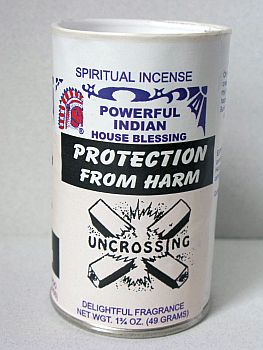 SPIRITUAL INCENSE
POWERFUL
INDIAN
HOUSE BLESSING
®
PROTECTION
FROM HARM
UNCROSSING
DELIGHTFUL FRAGRANCE
NET WGT. 1¾ OZ. (49 GRAMS)